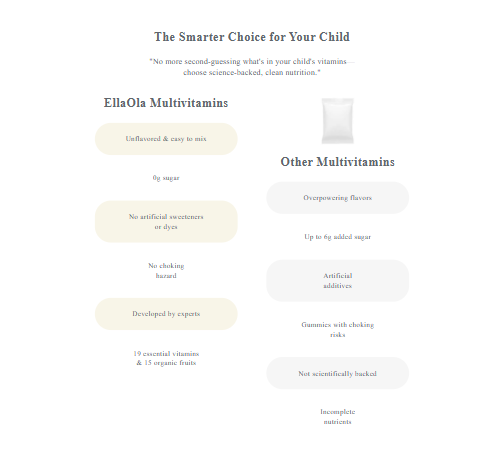 The Smarter Choice for Your Child
"No more second-guessing what's in your child's vitamins—
choose science-backed, clean nutrition."
EllaOla Multivitamins
Unflavored & easy to mix
0g sugar
No artificial sweeteners
or dyes
No choking
hazard
Developed by experts
19 essential vitamins
& 15 organic fruits
Other Multivitamins
Overpowering flavors
Up to 6g added sugar
Artificial
additives
Gummies with choking
risks
Not scientifically backed
Incomplete
nutrients